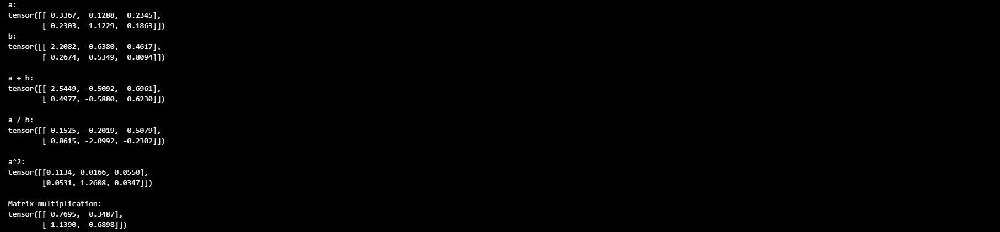 a:
tensor([[ 0.3367,  0.1288,  0.2345],
        [ 0.2303, -1.1229, -0.1863]])
b:
tensor([[ 2.2082, -0.6380,  0.4617],
        [ 0.2674,  0.5349,  0.8094]])

a + b:
tensor([[ 2.5449, -0.5092,  0.6961],
        [ 0.4977, -0.5880,  0.6230]])

a / b:
tensor([[ 0.1525, -0.2019,  0.5079],
        [ 0.8615, -2.0992, -0.2302]])

a^2:
tensor([[0.1134, 0.0166, 0.0550],
        [0.0531, 1.2608, 0.0347]])

Matrix multiplication:
tensor([[ 0.7695,  0.3487],
        [ 1.1390, -0.6898]])